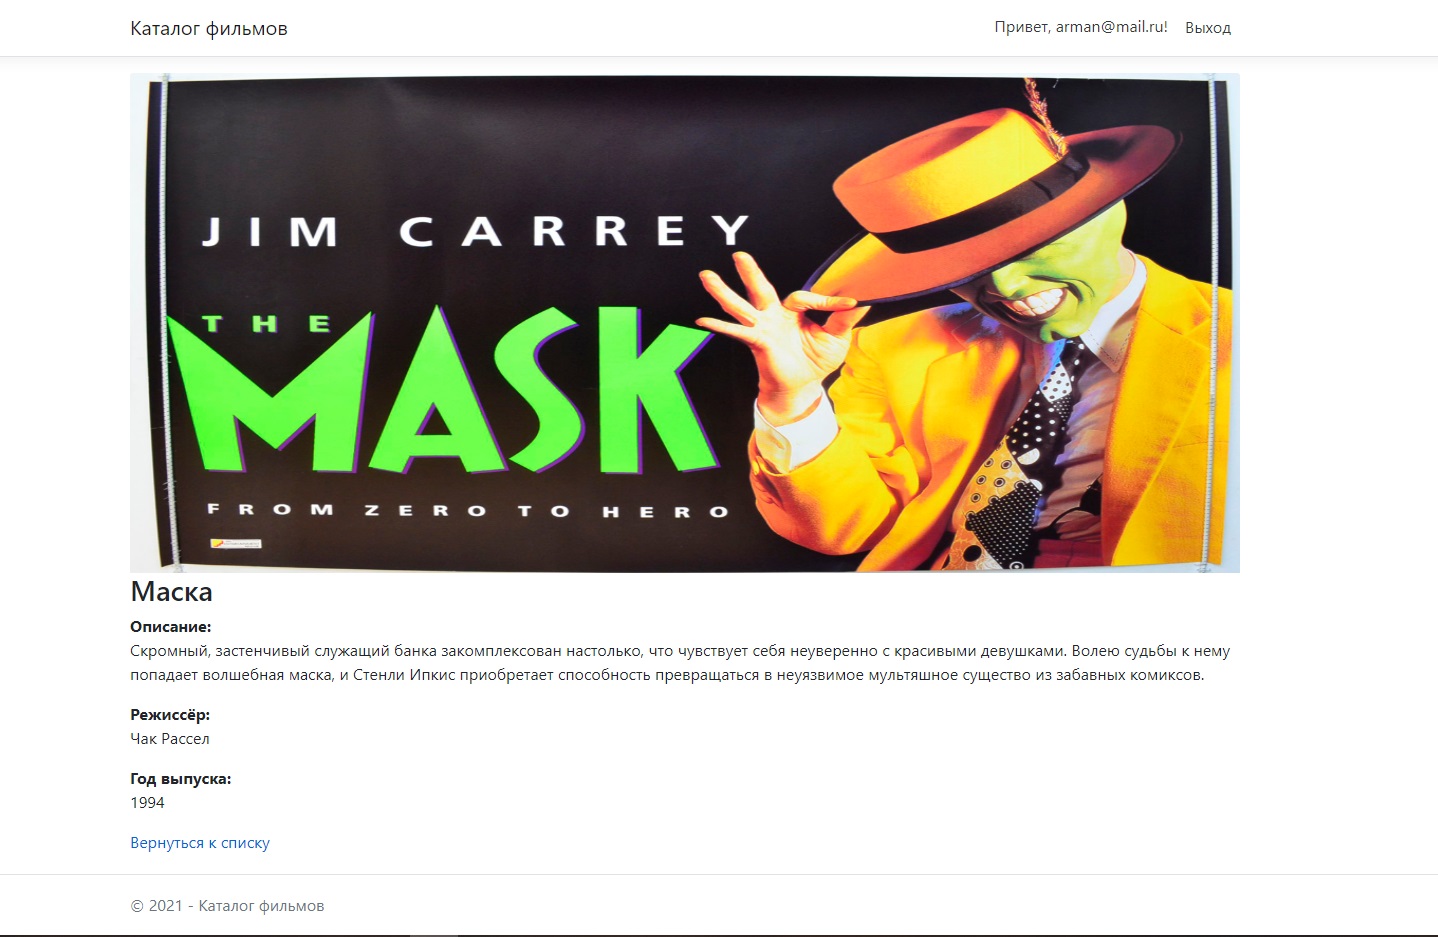 Каталог фильмов
Привет, arman@mail.ru! Выход
JIM CARREY
THE
MASK
FROM ZERO TO HERO
Маска
Описание:
Скромный, застенчивый служащий банка закомплексован настолько, что чувствует себя неуверенно с красивыми девушками. Волею судьбы к нему
попадает волшебная маска, и Стенли Ипкис приобретает способность превращаться в неуязвимое мультяшное существо из забавных комиксов.
Режиссёр:
Чак Рассел
Год выпуска:
1994
Вернуться к списку
© 2021 - Каталог фильмов